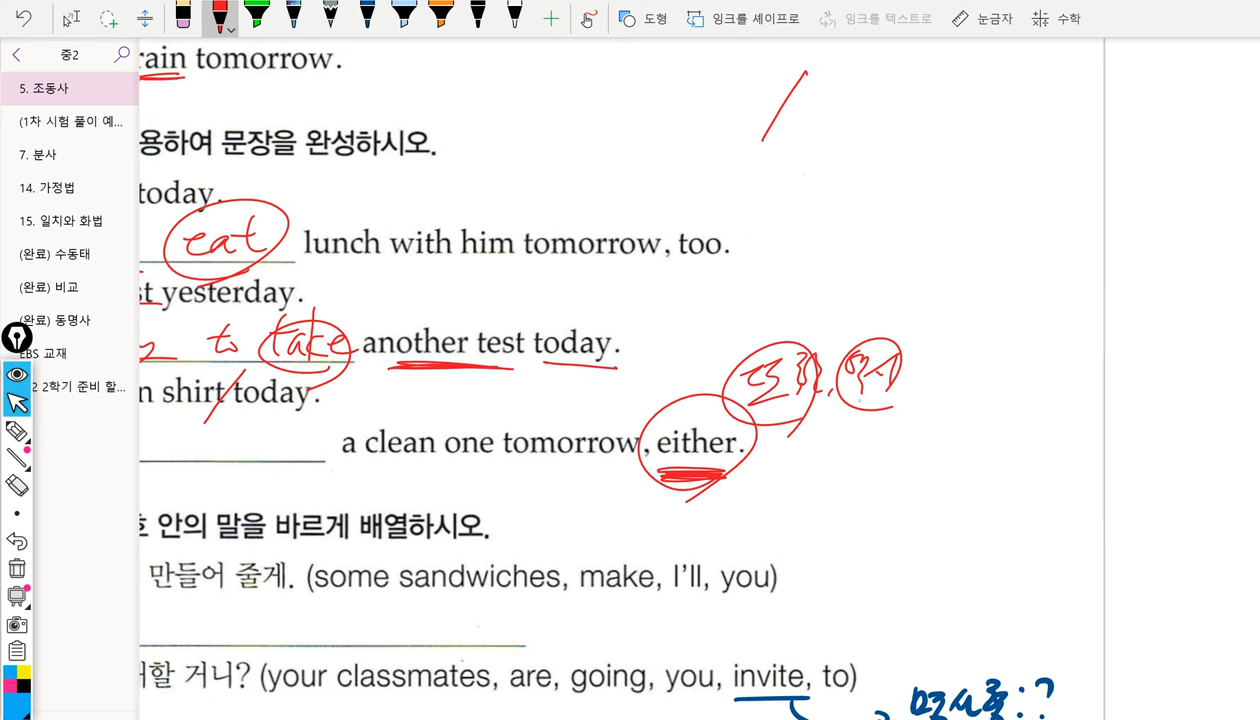 도형 잉크를 셰이프로 잉크를 텍스트로 눈금자 수학
중2
5. 조동사
(1차 시험 풀이 예...
7. 분사
14. 가정법
15. 일치와 화법
(완료) 수동태
(완료) 비교
(완료) 동명사
EBS 교재
2 2학기 준비 할...
rain tomorrow.
용하여 문장을 완성하시오.
today.
eat lunch with him tomorrow, too.
st yesterday.
to take another test today.
n shirt today.
또한, 역시
a clean one tomorrow, either.
안의 말을 바르게 배열하시오.
만들어 줄게. (some sandwiches, make, I'll, you)
할 거니? (your classmates, are, going, you, invite, to)